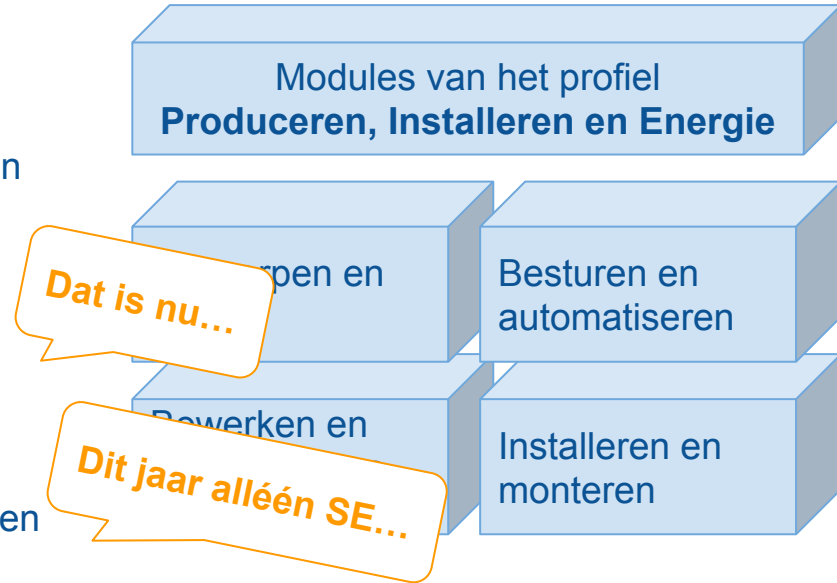 Modules van het profiel
Produceren, Installeren en Energie
n
rpen en
Dat is nu…
Besturen en
automatiseren
Bewerken en
Dit jaar alléén SE…
Installeren en
monteren
en